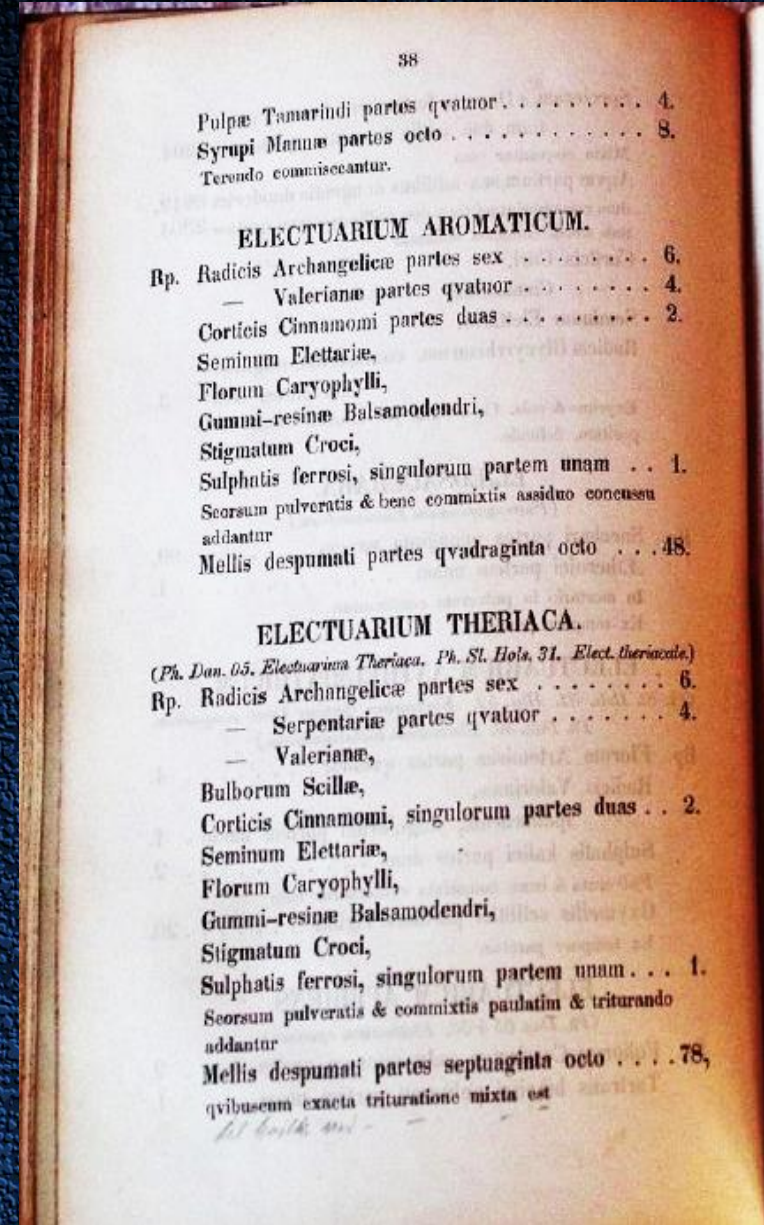 38
Pulpæ Tamarindi partes qvatuor . . . . . . . . . 4.
Syrupi Mannæ partes octo . . . . . . . . . . . . 8.
Terendo commisceantur.
ELECTUARIUM AROMATICUM.
Rp. Radicis Archangelicæ partes sex . . . . . . . . . 6.
— Valerianæ partes qvatuor . . . . . . . . 4.
Corticis Cinnamomi partes duas . . . . . . . . . . 2.
Seminum Elettariæ,
Florum Caryophylli,
Gummi-resinæ Balsamodendri,
Stigmatum Croci,
Sulphatis ferrosi, singulorum partem unam . . 1.
Seorsum pulveratis & bene commixtis assiduo concussu
addantur
Mellis despumati partes qvadraginta octo . . . 48.
ELECTUARIUM THERIACA.
(Ph. Dan. 05. Electuarium Theriaca. Ph. Sl. Hols. 31. Elect. theriacale.)
Rp. Radicis Archangelicæ partes sex . . . . . . . . 6.
— Serpentariæ partes qvatuor . . . . . . . 4.
— Valerianæ,
Bulborum Scillæ,
Corticis Cinnamomi, singulorum partes duas . . 2.
Seminum Elettariæ,
Florum Caryophylli,
Gummi-resinæ Balsamodendri,
Stigmatum Croci,
Sulphatis ferrosi, singulorum partem unam . . . 1.
Seorsum pulveratis & commixtis paulatim & triturando
addantur
Mellis despumati partes septuaginta octo . . . . 78,
qvibuscum exacta trituratione mixta est